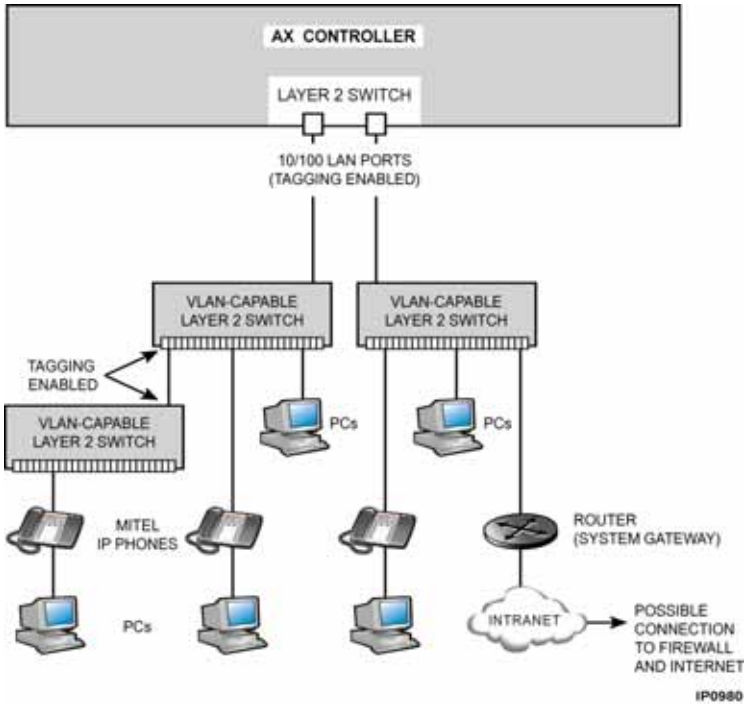 AX CONTROLLER
LAYER 2 SWITCH
10/100 LAN PORTS
(TAGGING ENABLED)
VLAN-CAPABLE
LAYER 2 SWITCH
VLAN-CAPABLE
LAYER 2 SWITCH
TAGGING
ENABLED
VLAN-CAPABLE
LAYER 2 SWITCH
PCs
PCs
MITEL
IP PHONES
ROUTER
(SYSTEM GATEWAY)
PCs
INTRANET
POSSIBLE
CONNECTION
TO FIREWALL
AND INTERNET
IP0980